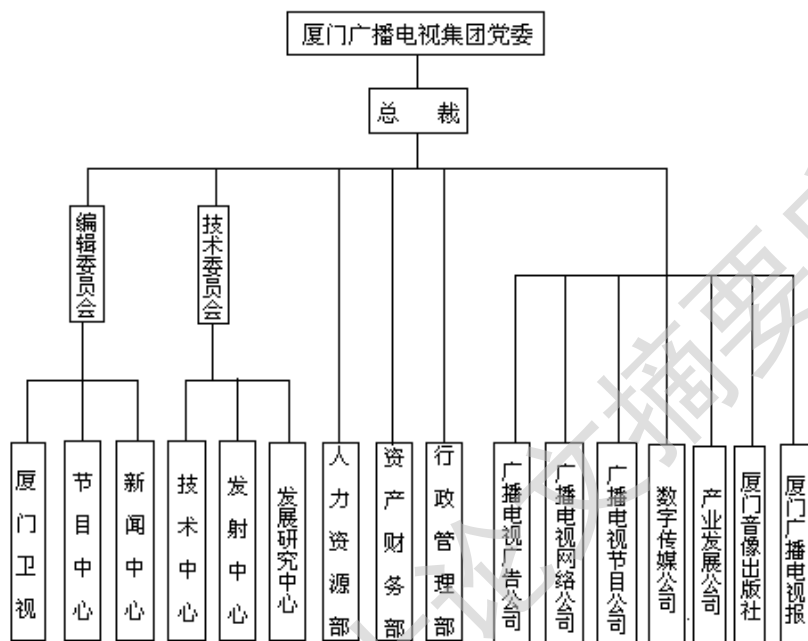 厦门广播电视集团党委
总 裁
编辑委员会
技术委员会
厦门卫视
节目中心
新闻中心
技术中心
发射中心
发展研究中心
人力资源部
资产财务部
行政管理部
广播电视广告公司
广播电视网络公司
广播电视节目公司
数字传媒公司
产业发展公司
厦门音像出版社
厦门广播电视报
论文摘要